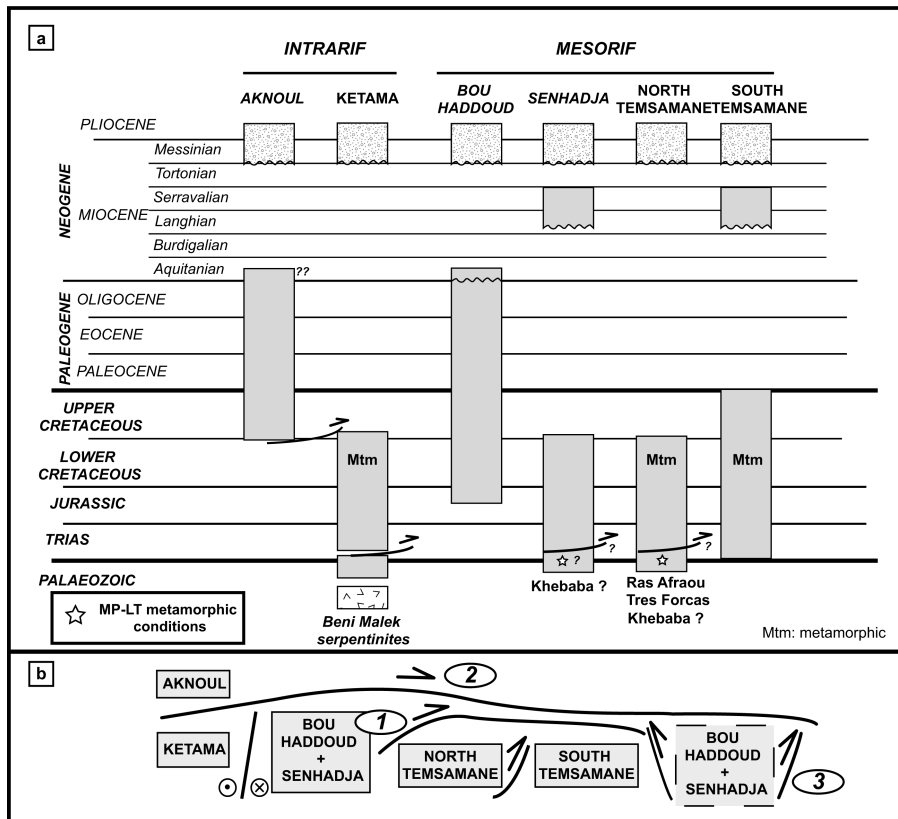 a
INTRARIF
MESORIF
AKNOUL
KETAMA
BOU
HADDOUD
SENHADJA
NORTH
TEMSAMANE
SOUTH
TEMSAMANE
PLIOCENE
NEOGENE
MIOCENE
Messinian
Tortonian
Serravalian
Langhian
Burdigalian
Aquitanian
??
PALEOGENE
OLIGOCENE
EOCENE
PALEOCENE
UPPER
CRETACEOUS
LOWER
CRETACEOUS
Mtm
Mtm
Mtm
JURASSIC
TRIAS
?
?
?
PALAEOZOIC
MP-LT metamorphic
conditions
Beni Malek
serpentinites
Khebaba ?
Ras Afraou
Tres Forcas
Khebaba ?
Mtm: metamorphic
b
AKNOUL
2
KETAMA
BOU
HADDOUD
+
SENHADJA
1
NORTH
TEMSAMANE
SOUTH
TEMSAMANE
BOU
HADDOUD
+
SENHADJA
3